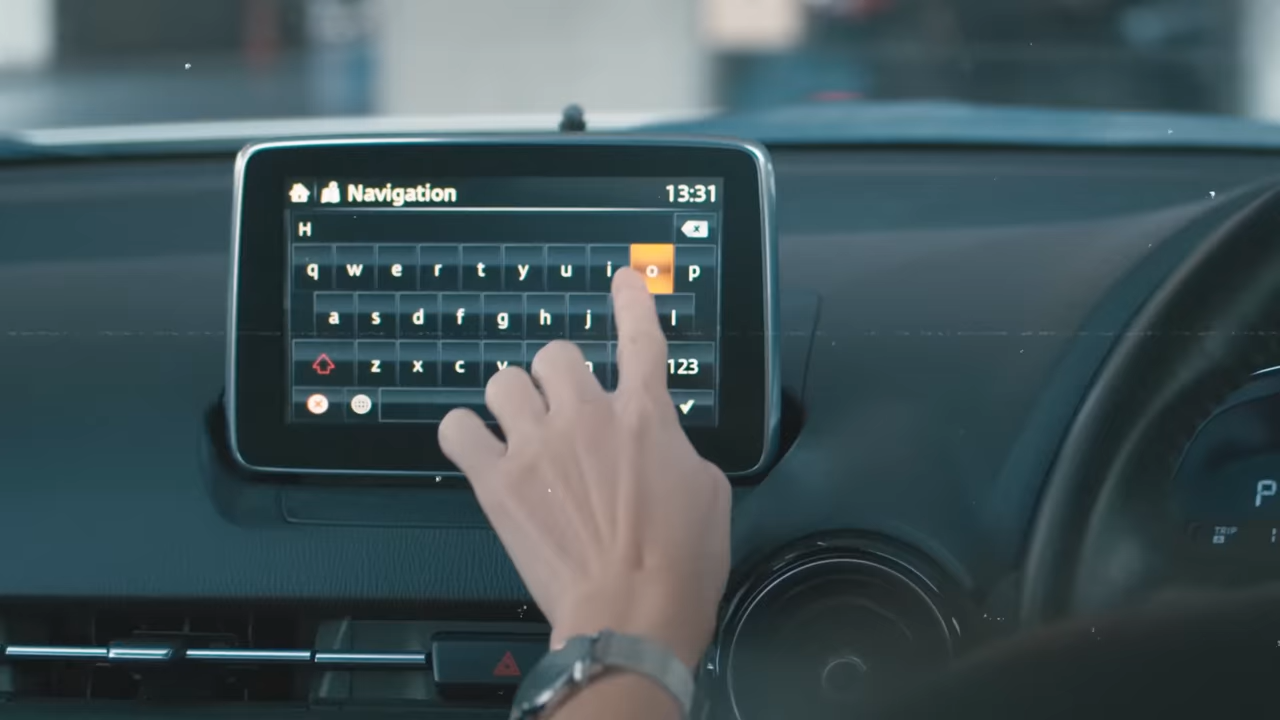 Navigation 13:31
H
q w e r t y u i o p
a s d f g h j l
z x c v n 123
P
TRIP A